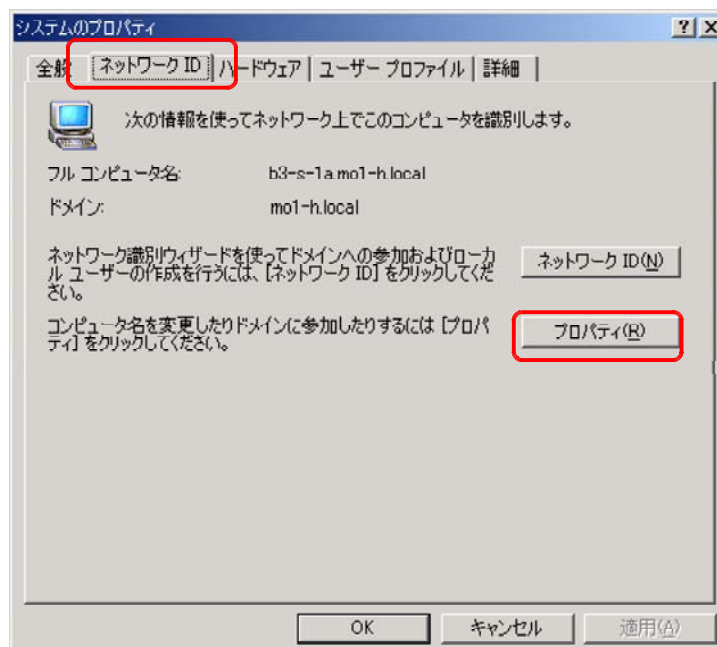 システムのプロパティ
全般 ネットワーク ID ハードウェア ユーザー プロファイル 詳細
次の情報を使ってネットワーク上でこのコンピュータを識別します。
フル コンピュータ名: b3-s-1a.mo1-h.local
ドメイン: mo1-h.local
ネットワーク識別ウィザードを使ってドメインへの参加およびローカ
ル ユーザーの作成を行うには、[ネットワーク ID] をクリックしてくだ
さい。
ネットワーク ID(N)
コンピュータ名を変更したりドメインに参加したりするには [プロパ
ティ] をクリックしてください。
プロパティ(R)
OK キャンセル 適用(A)